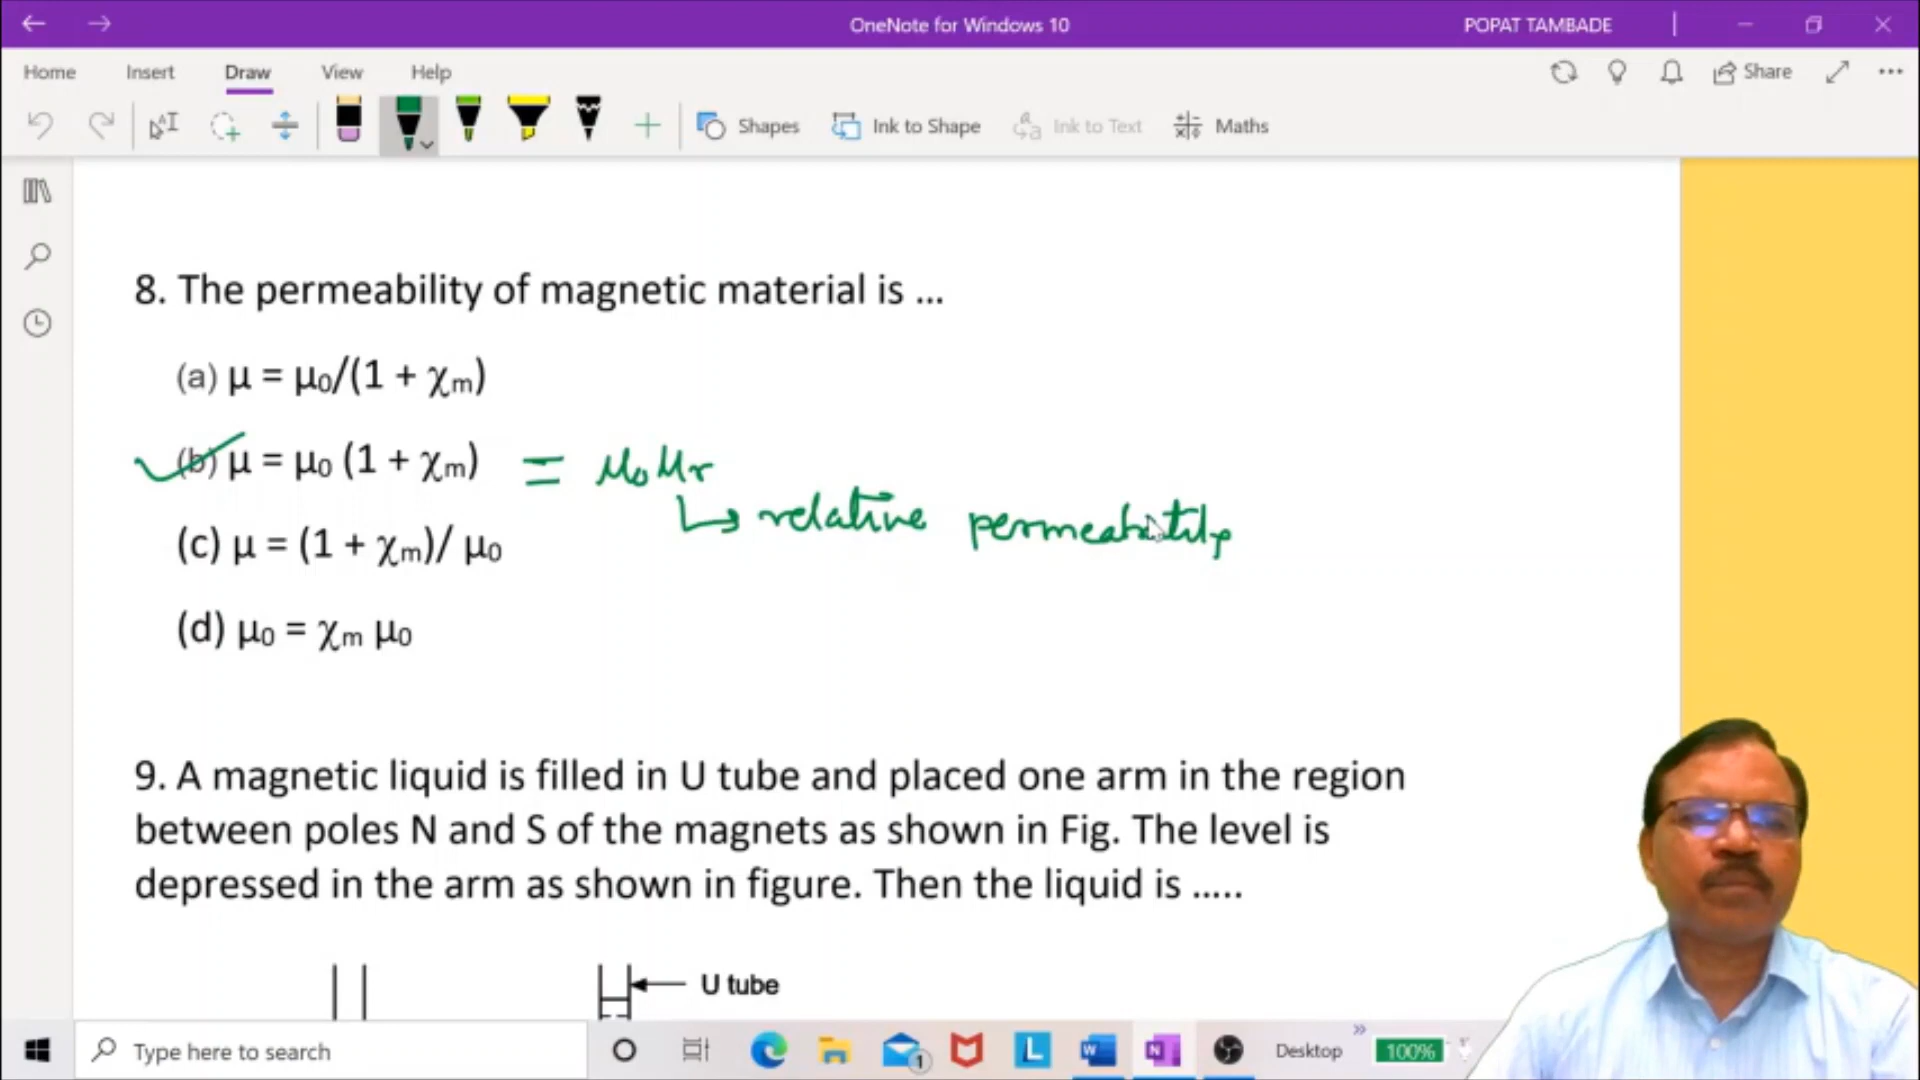 OneNote for Windows 10
POPAT TAMBADE
Home Insert Draw View Help
Share
Shapes Ink to Shape Ink to Text Maths
8. The permeability of magnetic material is ...
(a) μ = μ₀/(1 + χₘ)
(b) μ = μ₀ (1 + χₘ) = μ₀ μᵣ
↳ relative permeability
(c) μ = (1 + χₘ)/ μ₀
(d) μ₀ = χₘ μ₀
9. A magnetic liquid is filled in U tube and placed one arm in the region
between poles N and S of the magnets as shown in Fig. The level is
depressed in the arm as shown in figure. Then the liquid is .....
U tube
Type here to search
1
L
W
N
Desktop
100%